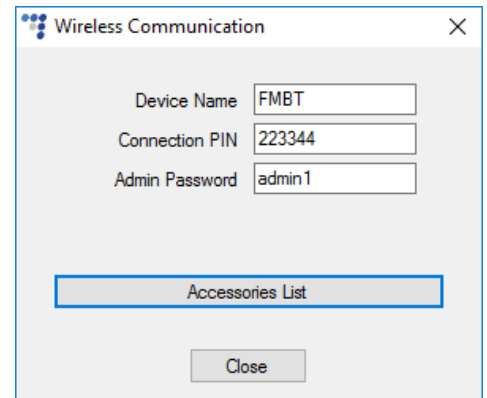 Wireless Communication
Device Name FMBT
Connection PIN 223344
Admin Password admin1
Accessories List
Close